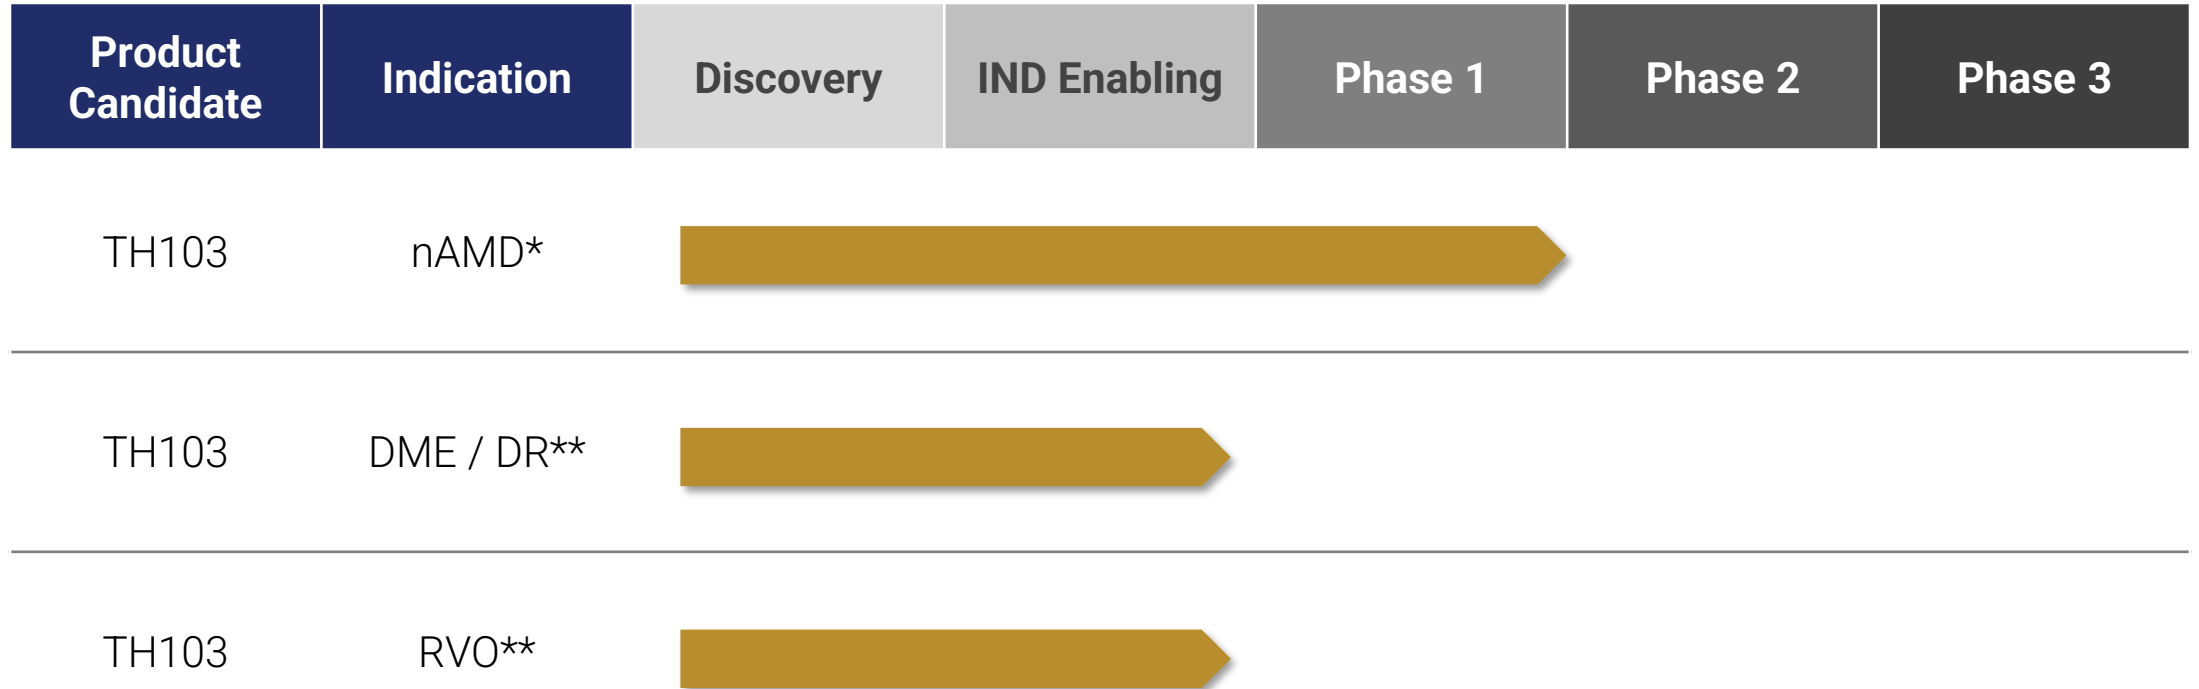 Product
Candidate
Indication
Discovery
IND Enabling
Phase 1
Phase 2
Phase 3
TH103
nAMD*
TH103
DME / DR**
TH103
RVO**